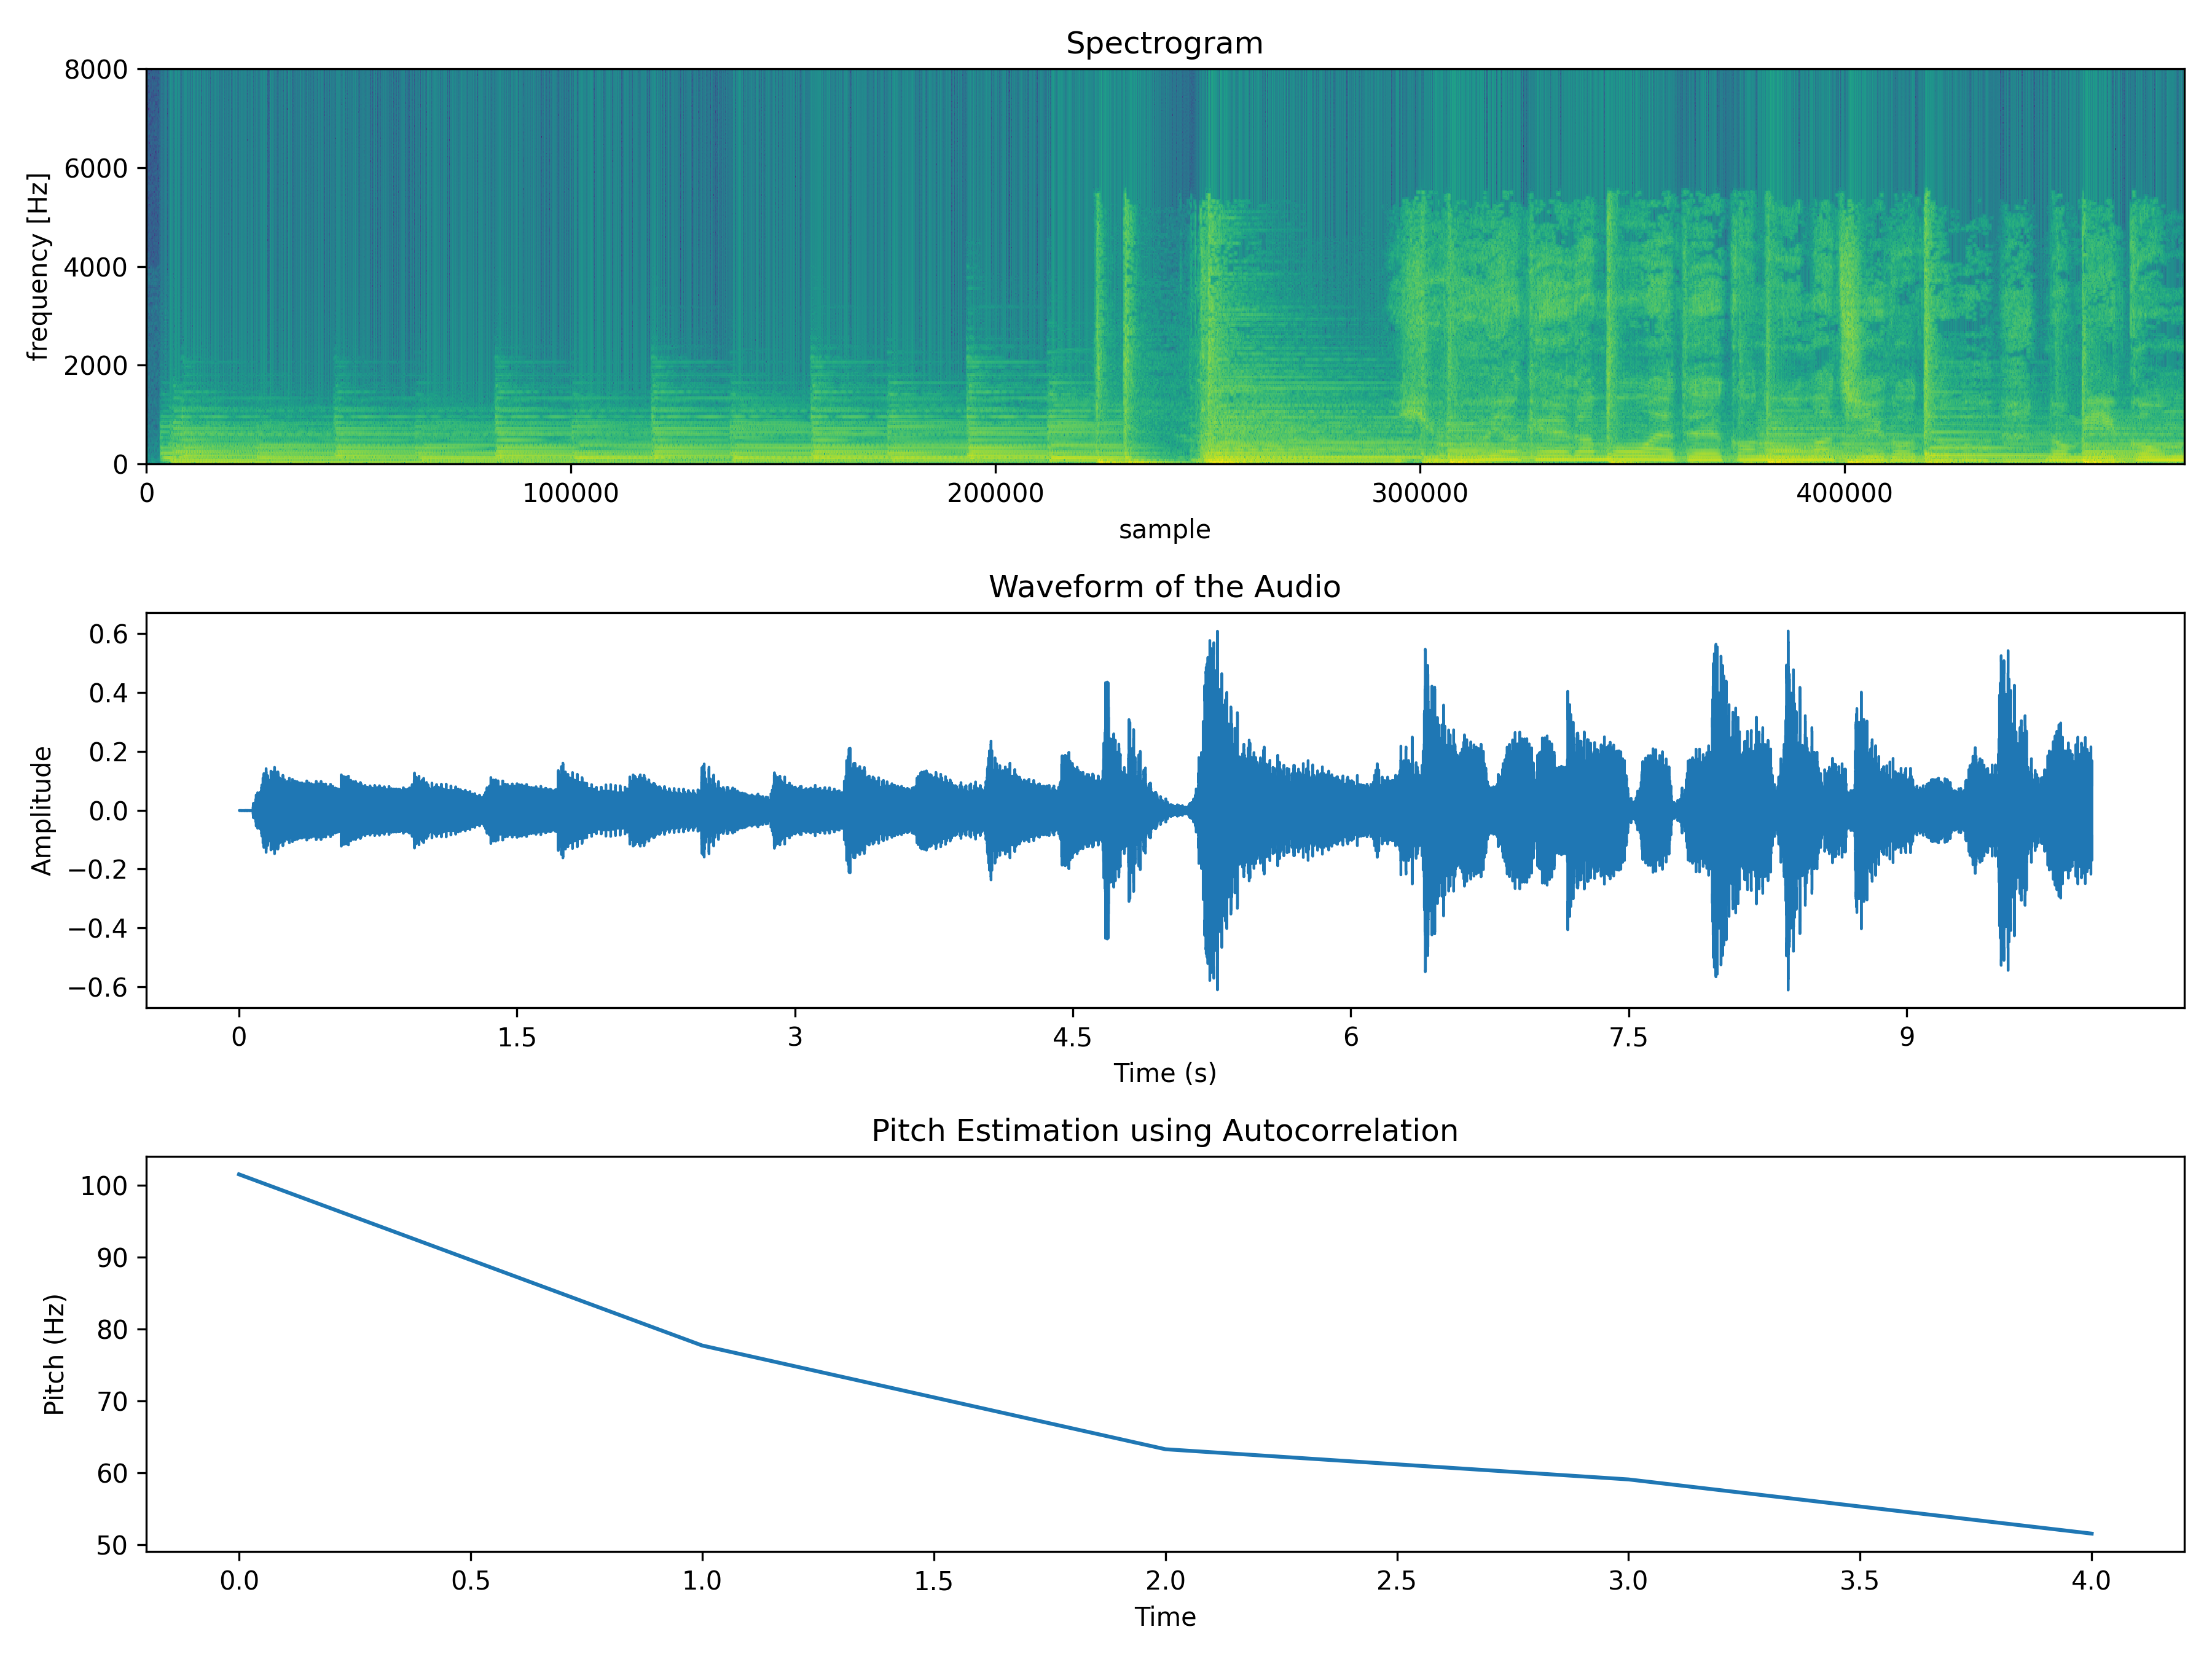 Spectrogram
8000
6000
4000
2000
0
frequency [Hz]
0 100000 200000 300000 400000
sample
Waveform of the Audio
0.6
0.4
0.2
0.0
−0.2
−0.4
−0.6
Amplitude
0 1.5 3 4.5 6 7.5 9
Time (s)
Pitch Estimation using Autocorrelation
100
90
80
70
60
50
Pitch (Hz)
0.0 0.5 1.0 1.5 2.0 2.5 3.0 3.5 4.0
Time